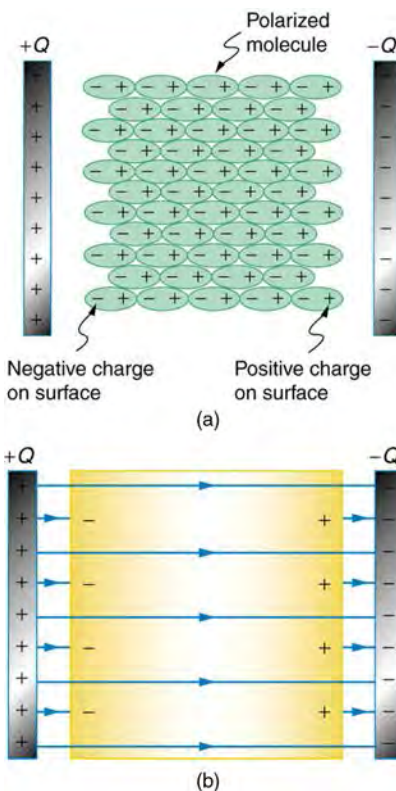 Polarized
molecule
+Q
−Q
Negative charge
on surface
Positive charge
on surface
(a)
+Q
−Q
(b)